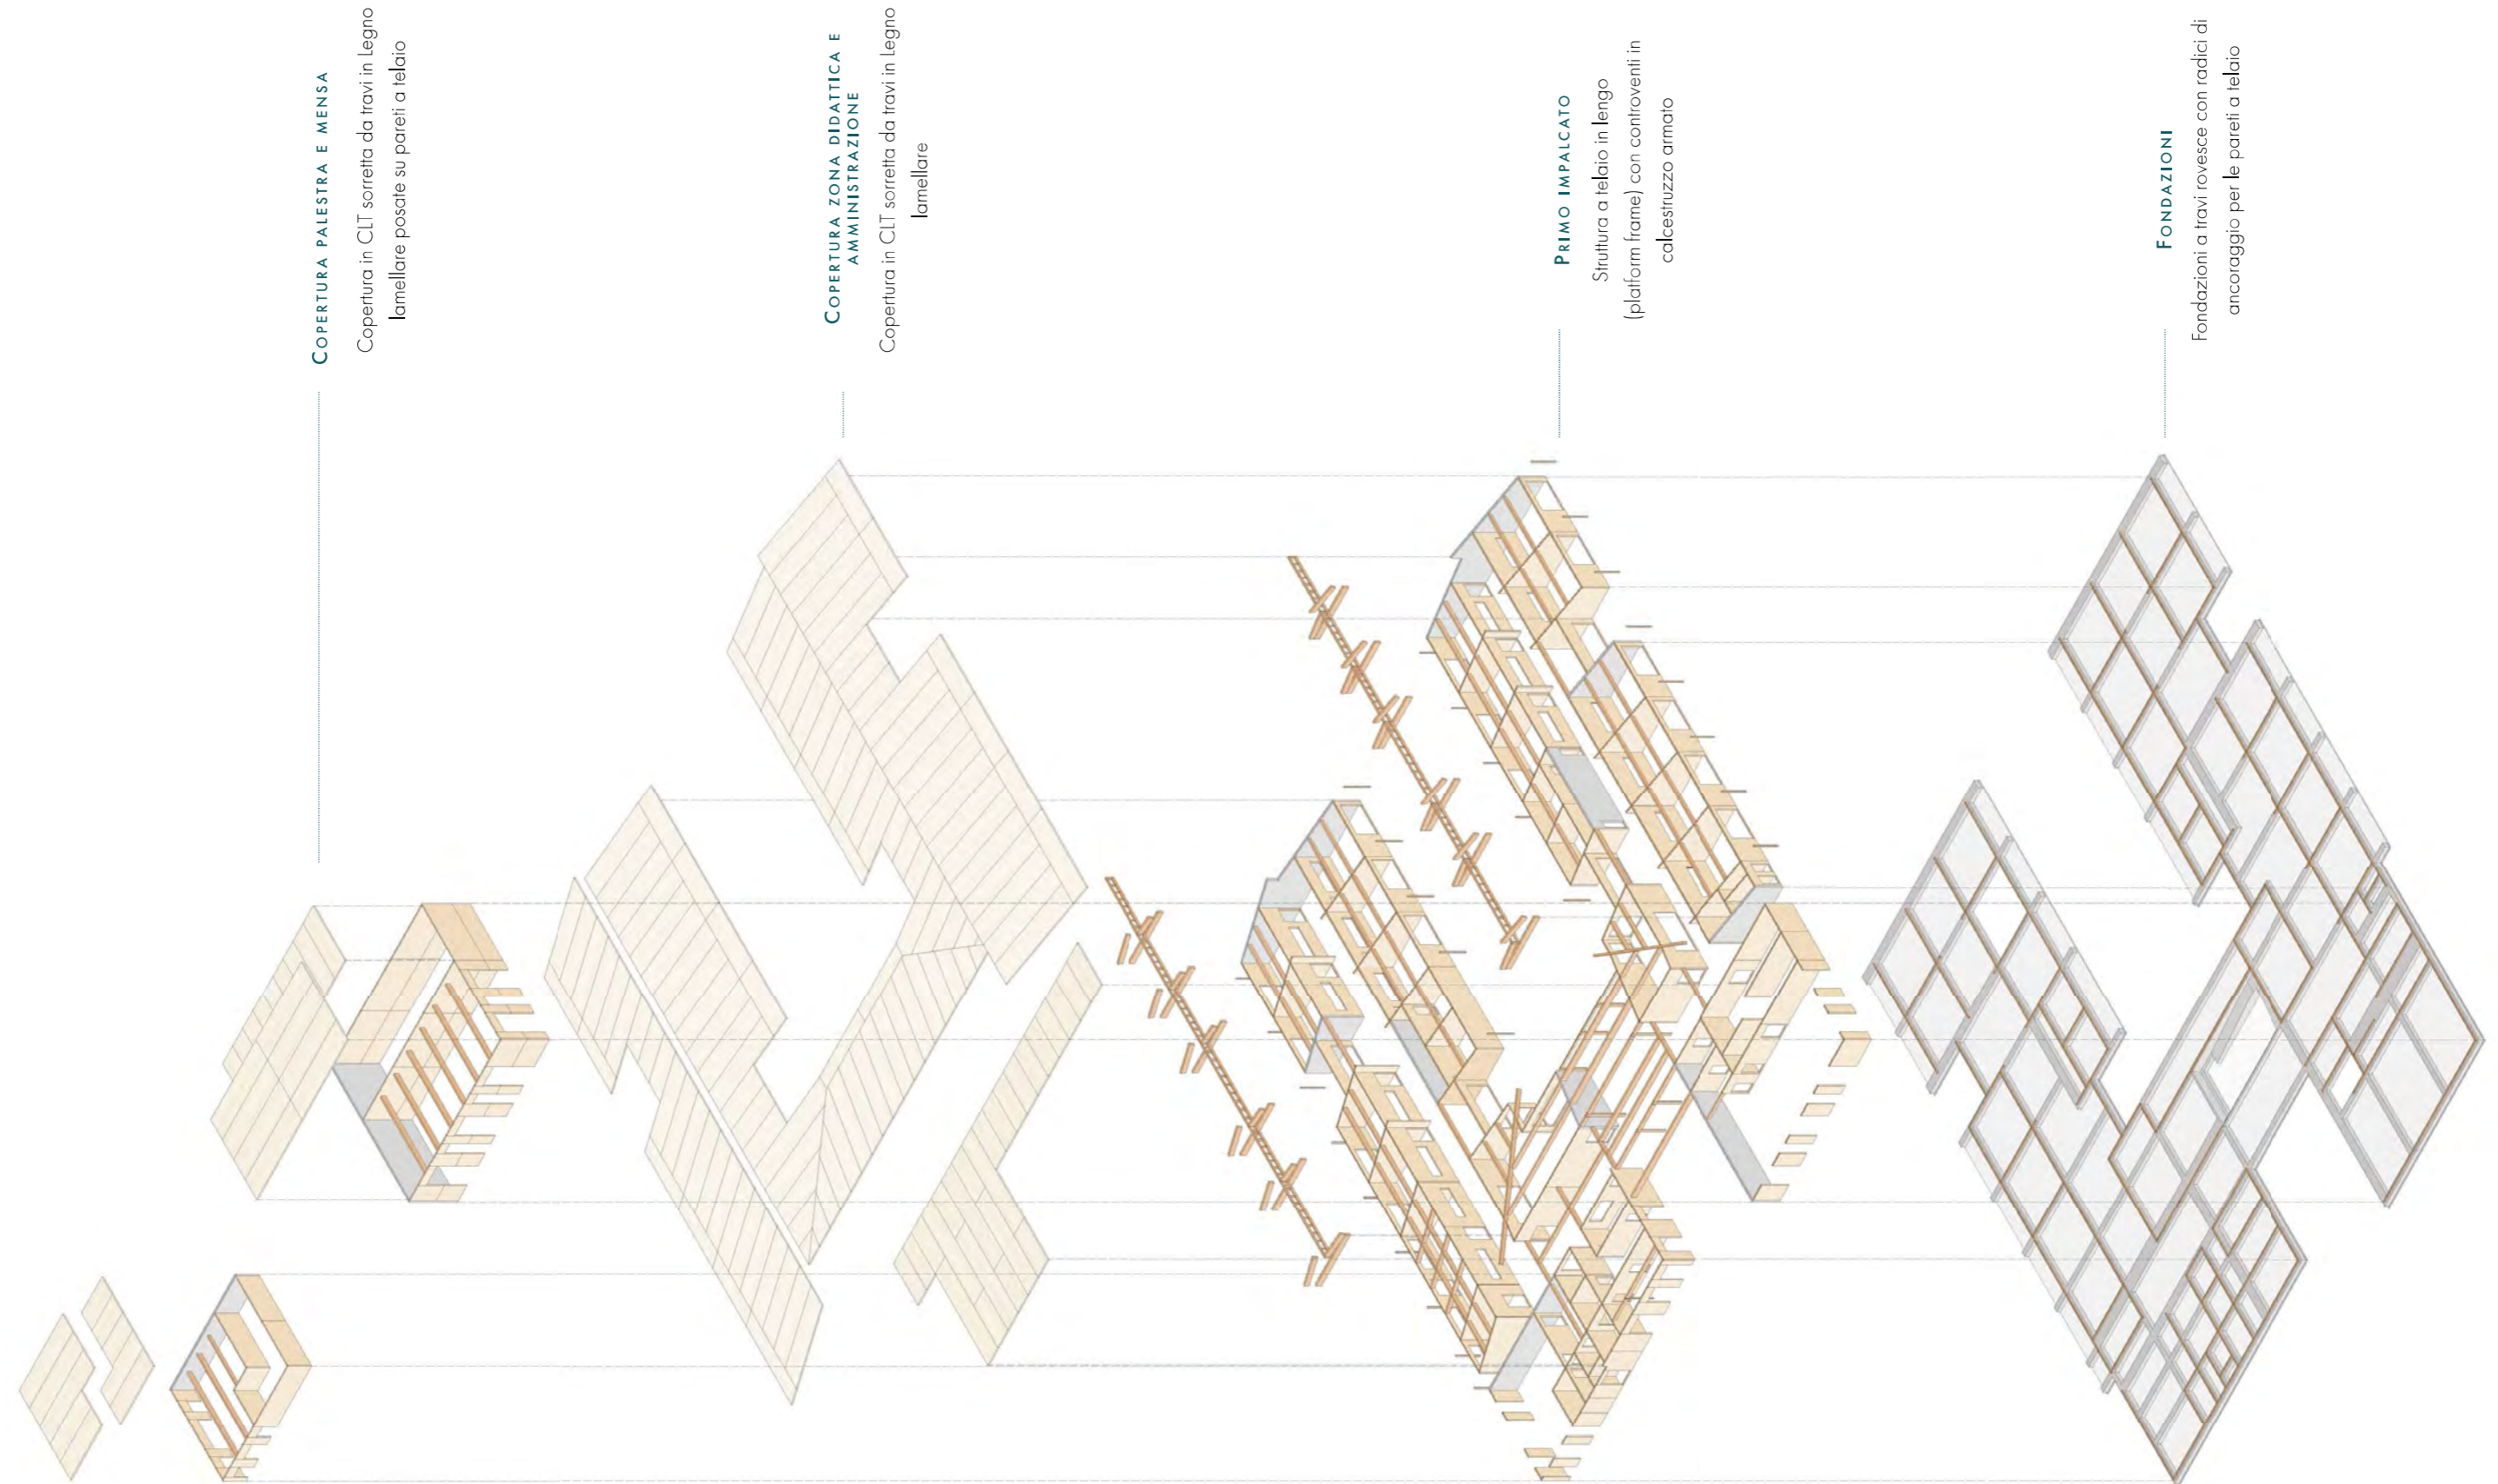 COPERTURA PALESTRA E MENSA
Copertura in CLT sorretta da travi in Legno
lamellare posate su pareti a telaio
COPERTURA ZONA DIDATTICA E
AMMINISTRAZIONE
Copertura in CLT sorretta da travi in Legno
lamellare
PRIMO IMPALCATO
Struttura a telaio in lengo
(platform frame) con controventi in
calcestruzzo armato
FONDAZIONI
Fondazioni a travi rovesce con radici di
ancoraggio per le pareti a telaio